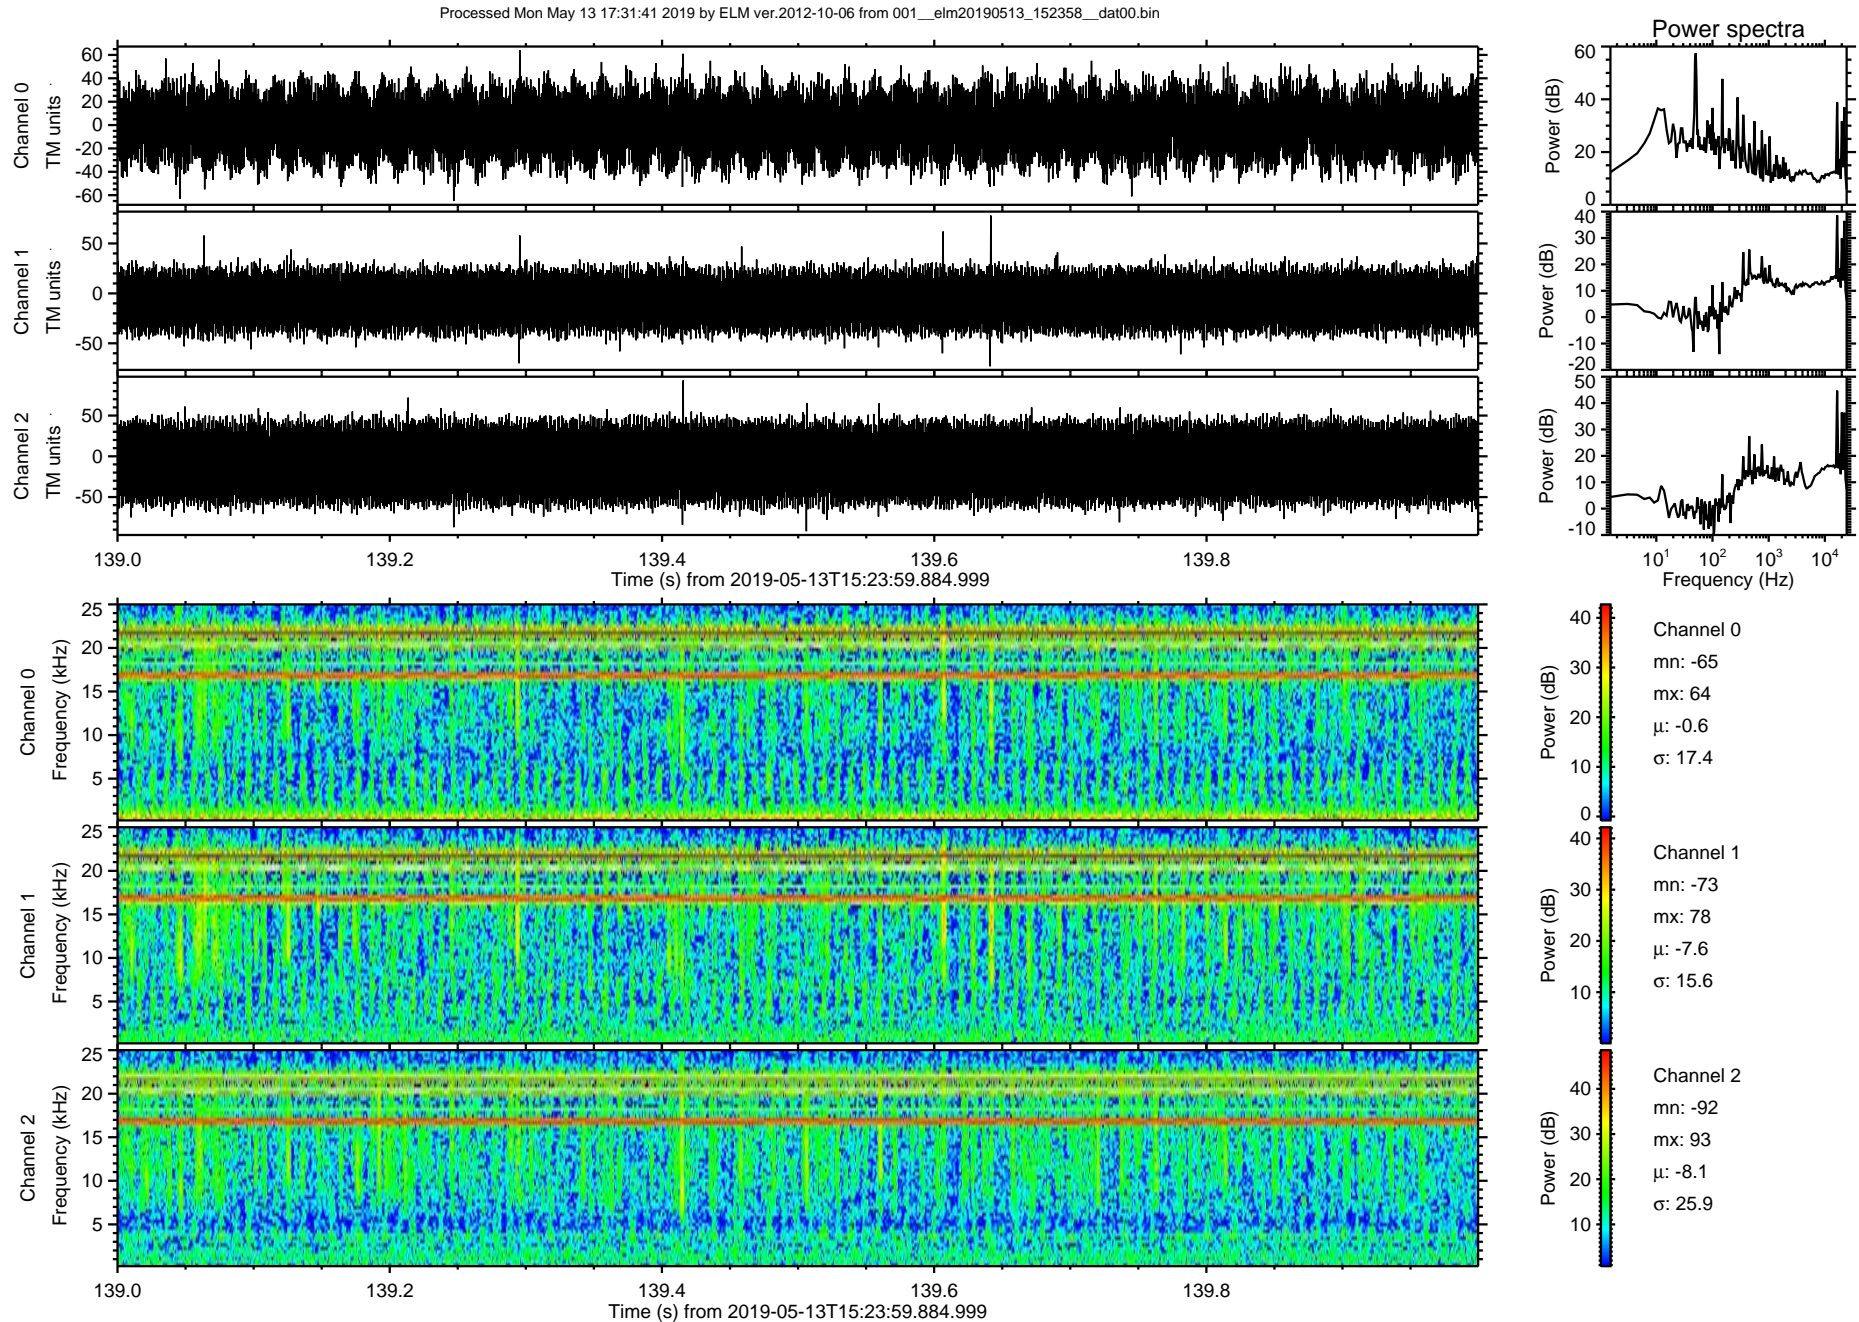 Processed Mon May 13 17:31:41 2019 by ELM ver.2012-10-06 from 001__elm20190513_152358__dat00.bin
Power spectra
Channel 0
TM units
60
40
20
0
-20
-40
-60
Power (dB)
60
40
20
0
Channel 1
TM units
50
0
-50
Power (dB)
40
30
20
10
0
-10
-20
Channel 2
TM units
50
0
-50
Power (dB)
50
40
30
20
10
0
-10
139.0 139.2 139.4 139.6 139.8
Time (s) from 2019-05-13T15:23:59.884.999
10¹ 10² 10³ 10⁴
Frequency (Hz)
Channel 0
Frequency (kHz)
25
20
15
10
5
Power (dB)
40
30
20
10
0
Channel 0
mn: -65
mx: 64
µ: -0.6
σ: 17.4
Channel 1
Frequency (kHz)
25
20
15
10
5
Power (dB)
40
30
20
10
Channel 1
mn: -73
mx: 78
µ: -7.6
σ: 15.6
Channel 2
Frequency (kHz)
25
20
15
10
5
Power (dB)
40
30
20
10
Channel 2
mn: -92
mx: 93
µ: -8.1
σ: 25.9
139.0 139.2 139.4 139.6 139.8
Time (s) from 2019-05-13T15:23:59.884.999